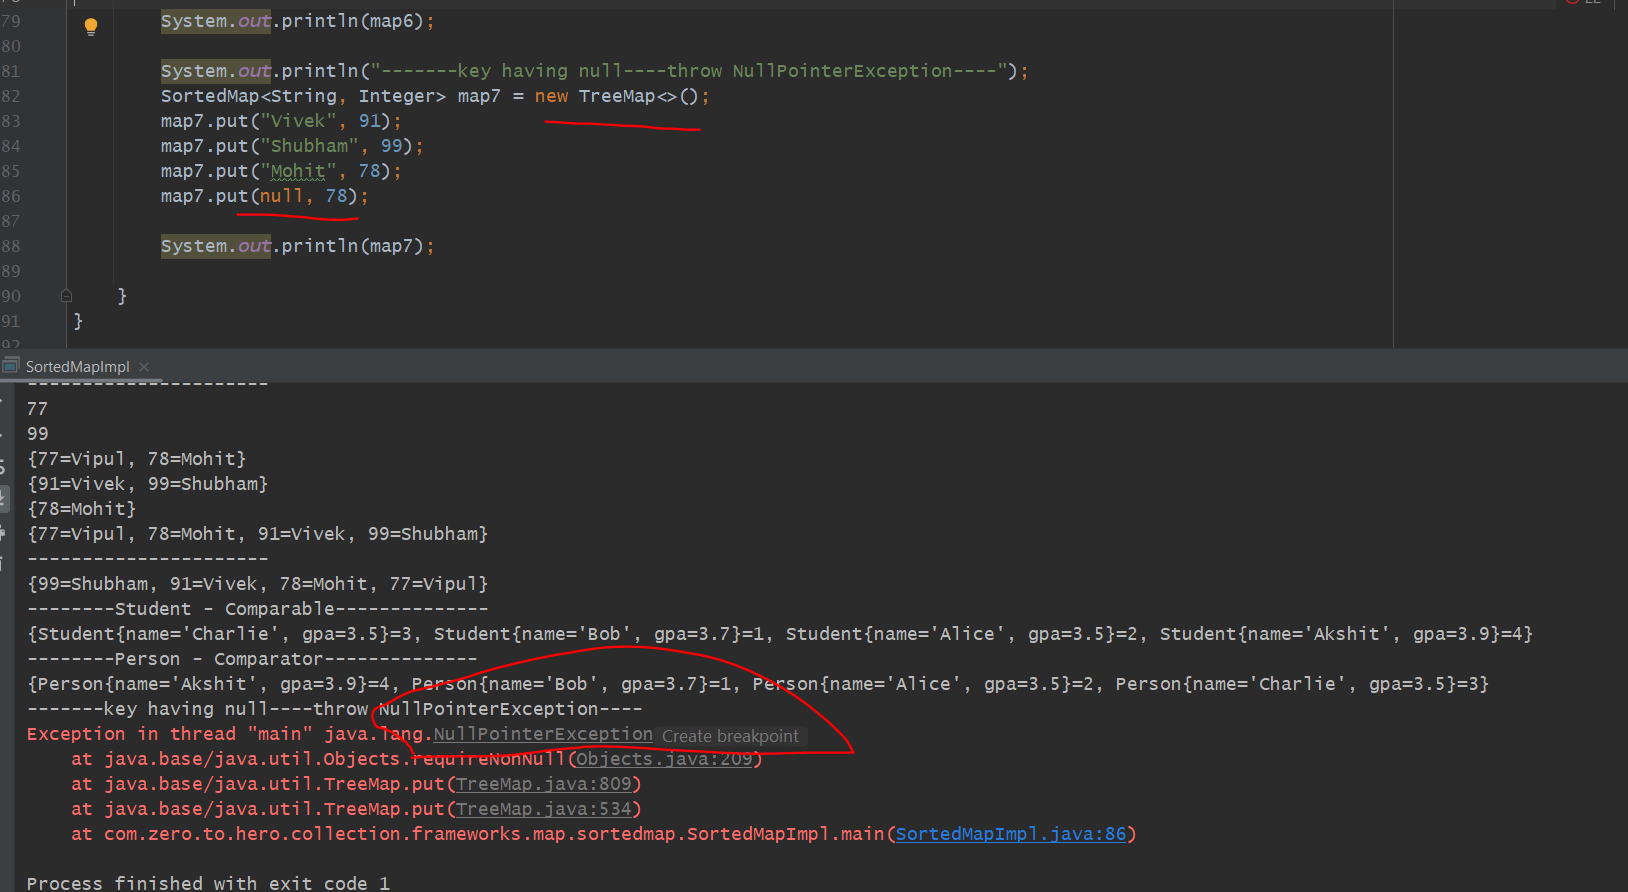 79 System.out.println(map6);
80
81 System.out.println("-------key having null----throw NullPointerException----");
82 SortedMap<String, Integer> map7 = new TreeMap<>();
83 map7.put("Vivek", 91);
84 map7.put("Shubham", 99);
85 map7.put("Mohit", 78);
86 map7.put(null, 78);
87
88 System.out.println(map7);
89
90 }
91 }
92
SortedMapImpl
----------------------
77
99
{77=Vipul, 78=Mohit}
{91=Vivek, 99=Shubham}
{78=Mohit}
{77=Vipul, 78=Mohit, 91=Vivek, 99=Shubham}
----------------------
{99=Shubham, 91=Vivek, 78=Mohit, 77=Vipul}
--------Student - Comparable--------------
{Student{name='Charlie', gpa=3.5}=3, Student{name='Bob', gpa=3.7}=1, Student{name='Alice', gpa=3.5}=2, Student{name='Akshit', gpa=3.9}=4}
--------Person - Comparator--------------
{Person{name='Akshit', gpa=3.9}=4, Person{name='Bob', gpa=3.7}=1, Person{name='Alice', gpa=3.5}=2, Person{name='Charlie', gpa=3.5}=3}
-------key having null----throw NullPointerException----
Exception in thread "main" java.lang.NullPointerException Create breakpoint
at java.base/java.util.Objects.requireNonNull(Objects.java:209)
at java.base/java.util.TreeMap.put(TreeMap.java:809)
at java.base/java.util.TreeMap.put(TreeMap.java:534)
at com.zero.to.hero.collection.frameworks.map.sortedmap.SortedMapImpl.main(SortedMapImpl.java:86)
Process finished with exit code 1